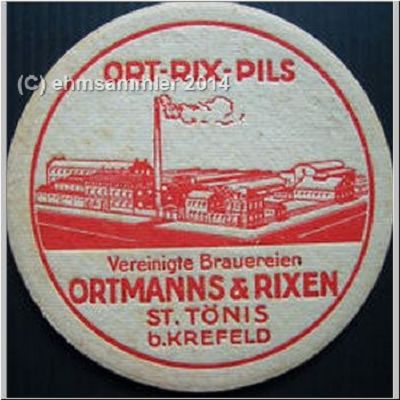 ORT-RIX-PILS
(C) ehmsammler 2014
Vereinigte Brauereien
ORTMANNS & RIXEN
ST. TÖNIS
b. KREFELD